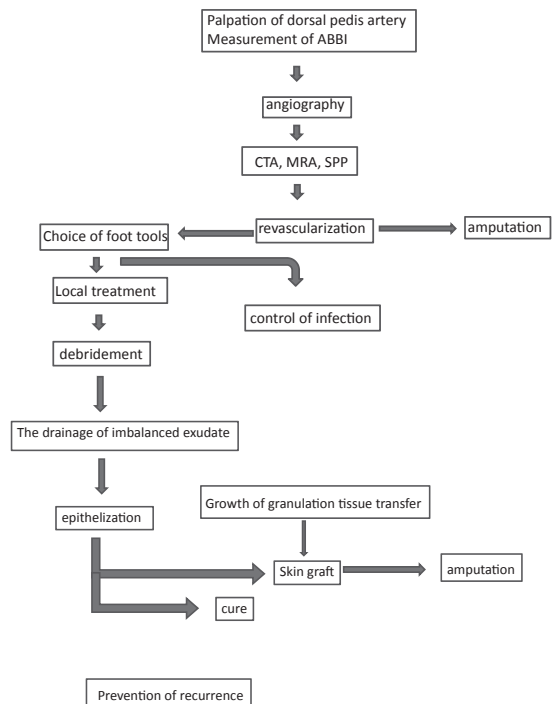 Palpation of dorsal pedis artery
Measurement of ABBI
angiography
CTA, MRA, SPP
revascularization
amputation
Choice of foot tools
Local treatment
control of infection
debridement
The drainage of imbalanced exudate
Growth of granulation tissue transfer
epithelization
Skin graft
amputation
cure
Prevention of recurrence